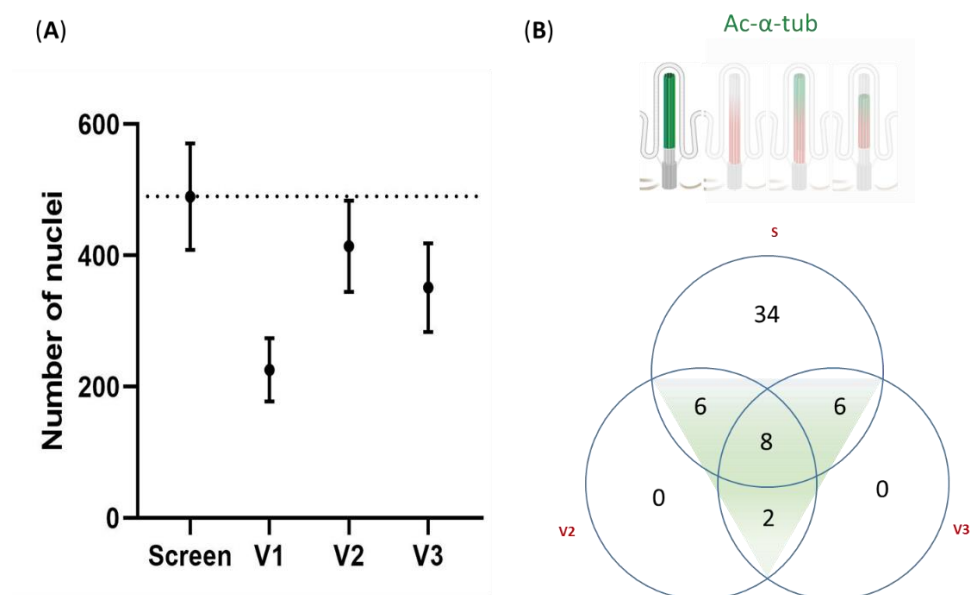 (A)
600
400
200
0
Number of nuclei
Screen V1 V2 V3
(B)
Ac-α-tub
S
34
6 6
8
0 0
2
V2 V3